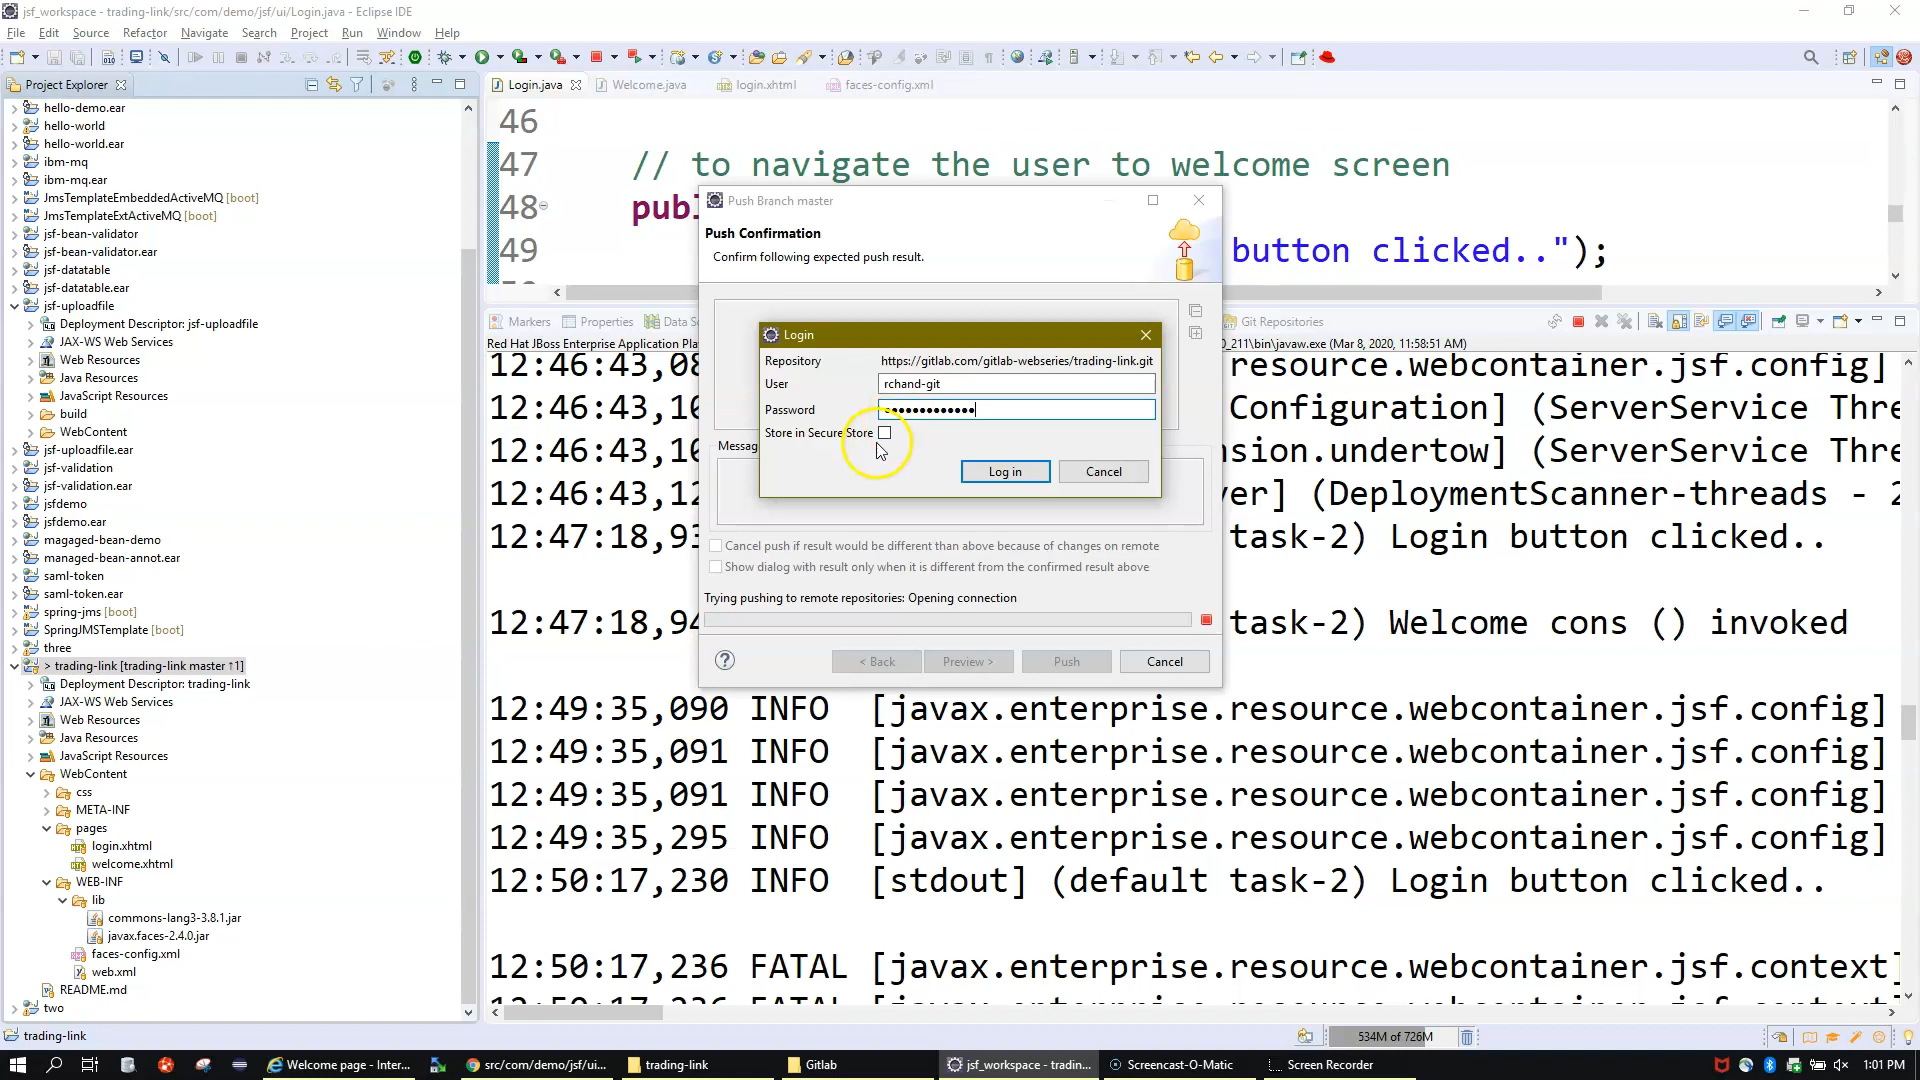 jsf_workspace - trading-link/src/com/demo/jsf/ui/Login.java - Eclipse IDE
File Edit Source Refactor Navigate Search Project Run Window Help
Project Explorer
Login.java Welcome.java login.xhtml faces-config.xml
hello-demo.ear
hello-world
hello-world.ear
ibm-mq
ibm-mq.ear
JmsTemplateEmbeddedActiveMQ [boot]
JmsTemplateExtActiveMQ [boot]
jsf-bean-validator
jsf-bean-validator.ear
jsf-datatable
jsf-datatable.ear
jsf-uploadfile
Deployment Descriptor: jsf-uploadfile
JAX-WS Web Services
Web Resources
Java Resources
JavaScript Resources
build
WebContent
jsf-uploadfile.ear
jsf-validation
jsf-validation.ear
jsfdemo
jsfdemo.ear
magaged-bean-demo
managed-bean-annot.ear
saml-token
saml-token.ear
spring-jms [boot]
SpringJMSTemplate [boot]
three
> trading-link [trading-link master ↑1]
Deployment Descriptor: trading-link
JAX-WS Web Services
Web Resources
Java Resources
JavaScript Resources
WebContent
css
META-INF
pages
login.xhtml
welcome.xhtml
WEB-INF
lib
commons-lang3-3.8.1.jar
javax.faces-2.4.0.jar
faces-config.xml
web.xml
README.md
two
46
47 // to navigate the user to welcome screen
48 publ
49 button clicked..");
Markers Properties Data S Git Repositories
Red Hat JBoss Enterprise Application Pla 0_211\bin\javaw.exe (Mar 8, 2020, 11:58:51 AM)
12:46:43,08 resource.webcontainer.jsf.config]
12:46:43,10 Configuration] (ServerService Thre
12:46:43,10 nsion.undertow] (ServerService Thre
12:46:43,12 ver] (DeploymentScanner-threads - 2
12:47:18,93 task-2) Login button clicked..
12:47:18,94 task-2) Welcome cons () invoked
12:49:35,090 INFO [javax.enterprise.resource.webcontainer.jsf.config]
12:49:35,091 INFO [javax.enterprise.resource.webcontainer.jsf.config]
12:49:35,091 INFO [javax.enterprise.resource.webcontainer.jsf.config]
12:49:35,295 INFO [javax.enterprise.resource.webcontainer.jsf.config]
12:50:17,230 INFO [stdout] (default task-2) Login button clicked..
12:50:17,236 FATAL [javax.enterprise.resource.webcontainer.jsf.context]
Push Branch master
Push Confirmation
Confirm following expected push result.
Login
Repository https://gitlab.com/gitlab-webseries/trading-link.git
User rchand-git
Password
Store in Secure Store
Log in Cancel
Messag
Cancel push if result would be different than above because of changes on remote
Show dialog with result only when it is different from the confirmed result above
Trying pushing to remote repositories: Opening connection
< Back Preview > Push Cancel
trading-link
534M of 726M
Welcome page - Inter... src/com/demo/jsf/ui... trading-link Gitlab jsf_workspace - tradin... Screencast-O-Matic Screen Recorder 1:01 PM